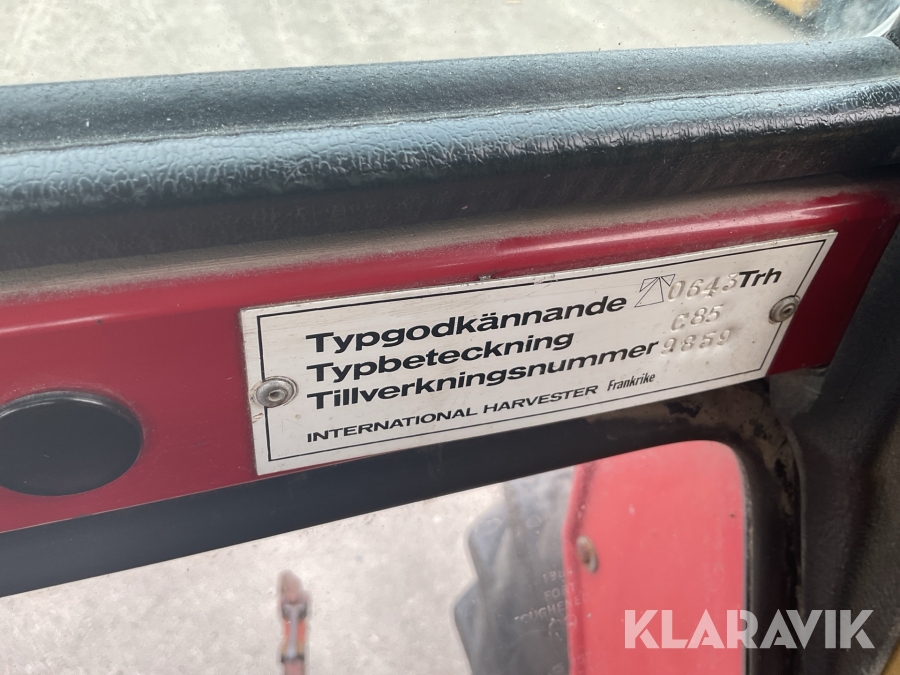 Typgodkännande 0643Trh
Typbeteckning C85
Tillverkningsnummer 9859
INTERNATIONAL HARVESTER Frankrike
KLARAVIK